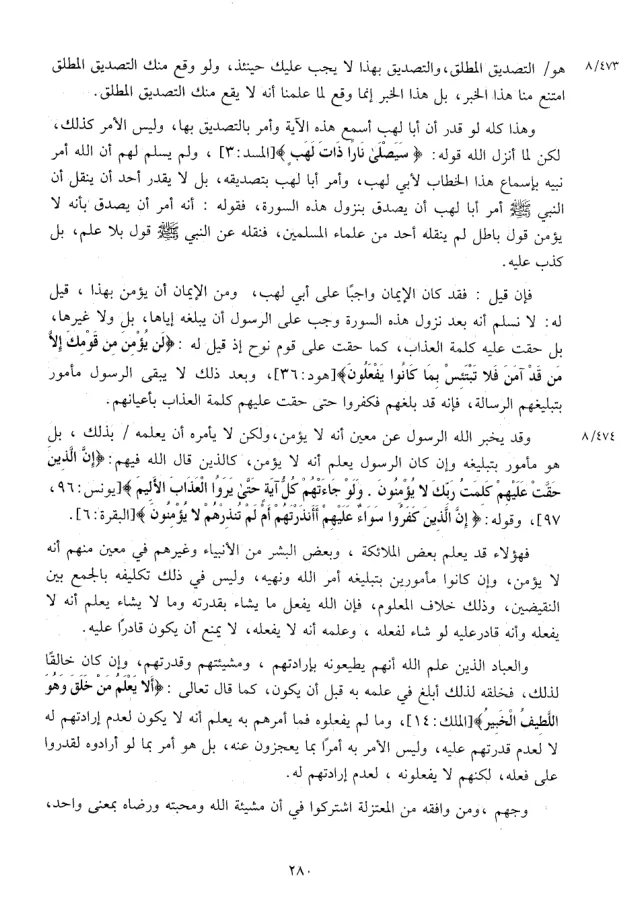 ٨/٤٧٣ هو/ التصديق المطلق، والتصديق بهذا لا يجب عليك حينئذ، ولو وقع منك التصديق المطلق
امتنع منا هذا الخبر، بل هذا الخبر إنما وقع لما علمنا أنه لا يقع منك التصديق المطلق.
وهذا كله لو قدر أن أبا لهب أسمع هذه الآية وأمر بالتصديق بها، وليس الأمر كذلك،
لكن لما أنزل الله قوله: ﴿ سَيَصْلَىٰ نَارًا ذَاتَ لَهَبٍ ﴾[المسد:٣] ، ولم يسلم لهم أن الله أمر
نبيه بإسماع هذا الخطاب لأبي لهب، وأمر أبا لهب بتصديقه، بل لا يقدر أحد أن ينقل أن
النبي ﷺ أمر أبا لهب أن يصدق بنزول هذه السورة، فقوله : أنه أمر أن يصدق بأنه لا
يؤمن قول باطل لم ينقله أحد من علماء المسلمين، فنقله عن النبي ﷺ قول بلا علم، بل
كذب عليه.
فإن قيل : فقد كان الإيمان واجبًا على أبي لهب، ومن الإيمان أن يؤمن بهذا ، قيل
له: لا نسلم أنه بعد نزول هذه السورة وجب على الرسول أن يبلغه إياها، بل ولا غيرها،
بل حقت عليه كلمة العذاب، كما حقت على قوم نوح إذ قيل له :﴿لَن يُؤْمِنَ مِن قَوْمِكَ إِلَّا
مَن قَدْ آمَنَ فَلا تَبْتَئِسْ بِمَا كَانُوا يَفْعَلُونَ﴾[هود:٣٦]، وبعد ذلك لا يبقى الرسول مأمور
بتبليغهم الرسالة، فإنه قد بلغهم فكفروا حتى حقت عليهم كلمة العذاب بأعيانهم.
٨/٤٧٤ وقد يخبر الله الرسول عن معين أنه لا يؤمن،ولكن لا يأمره أن يعلمه / بذلك ، بل
هو مأمور بتبليغه وإن كان الرسول يعلم أنه لا يؤمن، كالذين قال الله فيهم:﴿إِنَّ الَّذِينَ
حَقَّتْ عَلَيْهِمْ كَلِمَتُ رَبِّكَ لا يُؤْمِنُونَ . وَلَوْ جَاءَتْهُمْ كُلُّ آيَةٍ حَتَّىٰ يَرَوُا الْعَذَابَ الأَلِيمَ ﴾[يونس:٩٦،
٩٧]، وقوله:﴿ إِنَّ الَّذِينَ كَفَرُوا سَوَاءٌ عَلَيْهِمْ أَأَنذَرْتَهُمْ أَمْ لَمْ تُنذِرْهُمْ لا يُؤْمِنُونَ ﴾[البقرة:٦].
فهؤلاء قد يعلم بعض الملائكة ، وبعض البشر من الأنبياء وغيرهم في معين منهم أنه
لا يؤمن، وإن كانوا مأمورين بتبليغه أمر الله ونهيه، وليس في ذلك تكليفه بالجمع بين
النقيضين، وذلك خلاف المعلوم، فإن الله يفعل ما يشاء بقدرته وما لا يشاء يعلم أنه لا
يفعله وأنه قادرعليه لو شاء لفعله ، وعلمه أنه لا يفعله، لا يمنع أن يكون قادرًا عليه.
والعباد الذين علم الله أنهم يطيعونه بإرادتهم ، ومشيئتهم وقدرتهم، وإن كان خالقًا
لذلك، فخلقه لذلك أبلغ في علمه به قبل أن يكون، كما قال تعالى :﴿أَلا يَعْلَمُ مَنْ خَلَقَ وَهُوَ
اللَّطِيفُ الْخَبِيرُ﴾[الملك:١٤]، وما لم يفعلوه فما أمرهم به يعلم أنه لا يكون لعدم إرادتهم له
لا لعدم قدرتهم عليه، وليس الأمر به أمرًا بما يعجزون عنه، بل هو أمر بما لو أرادوه لقدروا
على فعله، لكنهم لا يفعلونه ، لعدم إرادتهم له.
وجهم ،ومن وافقه من المعتزلة اشتركوا في أن مشيئة الله ومحبته ورضاه بمعنى واحد،
٢٨٠